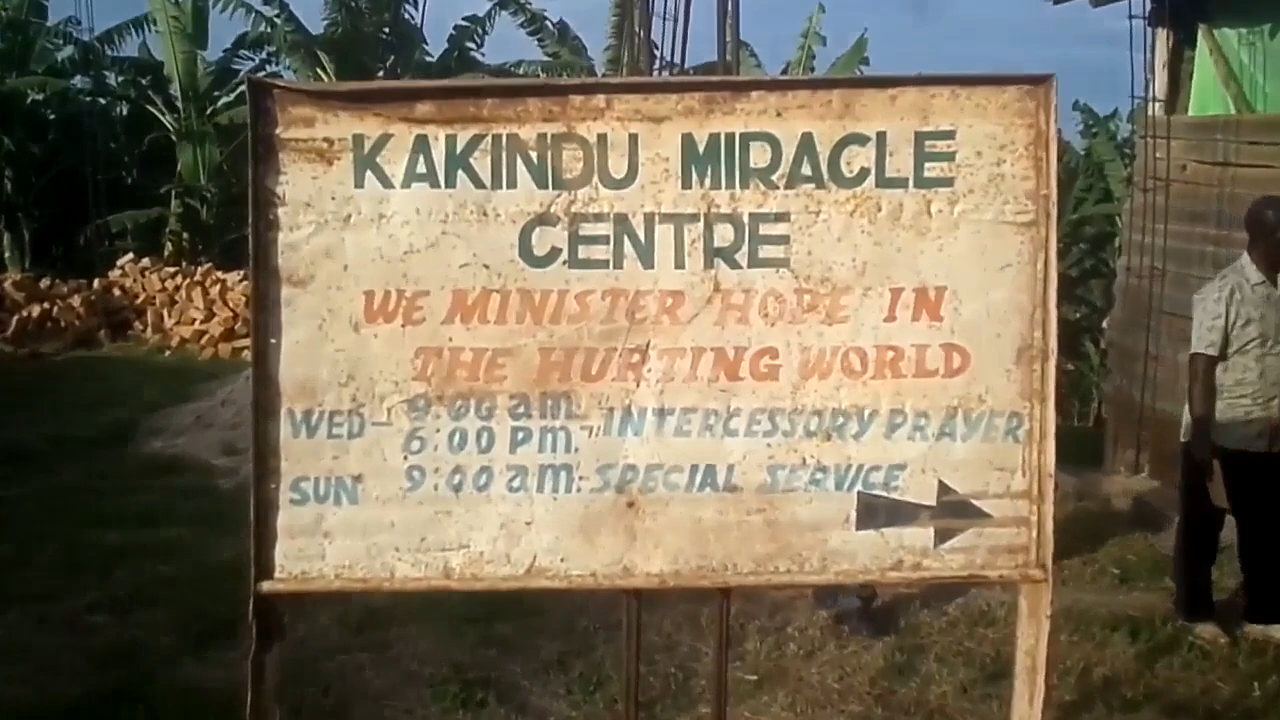 KAKINDU MIRACLE
CENTRE
WE MINISTER HOPE IN
THE HURTING WORLD
WED- 9:00 am.
6:00 pm. "INTERCESSORY PRAYER
SUN 9:00 am: SPECIAL SERVICE